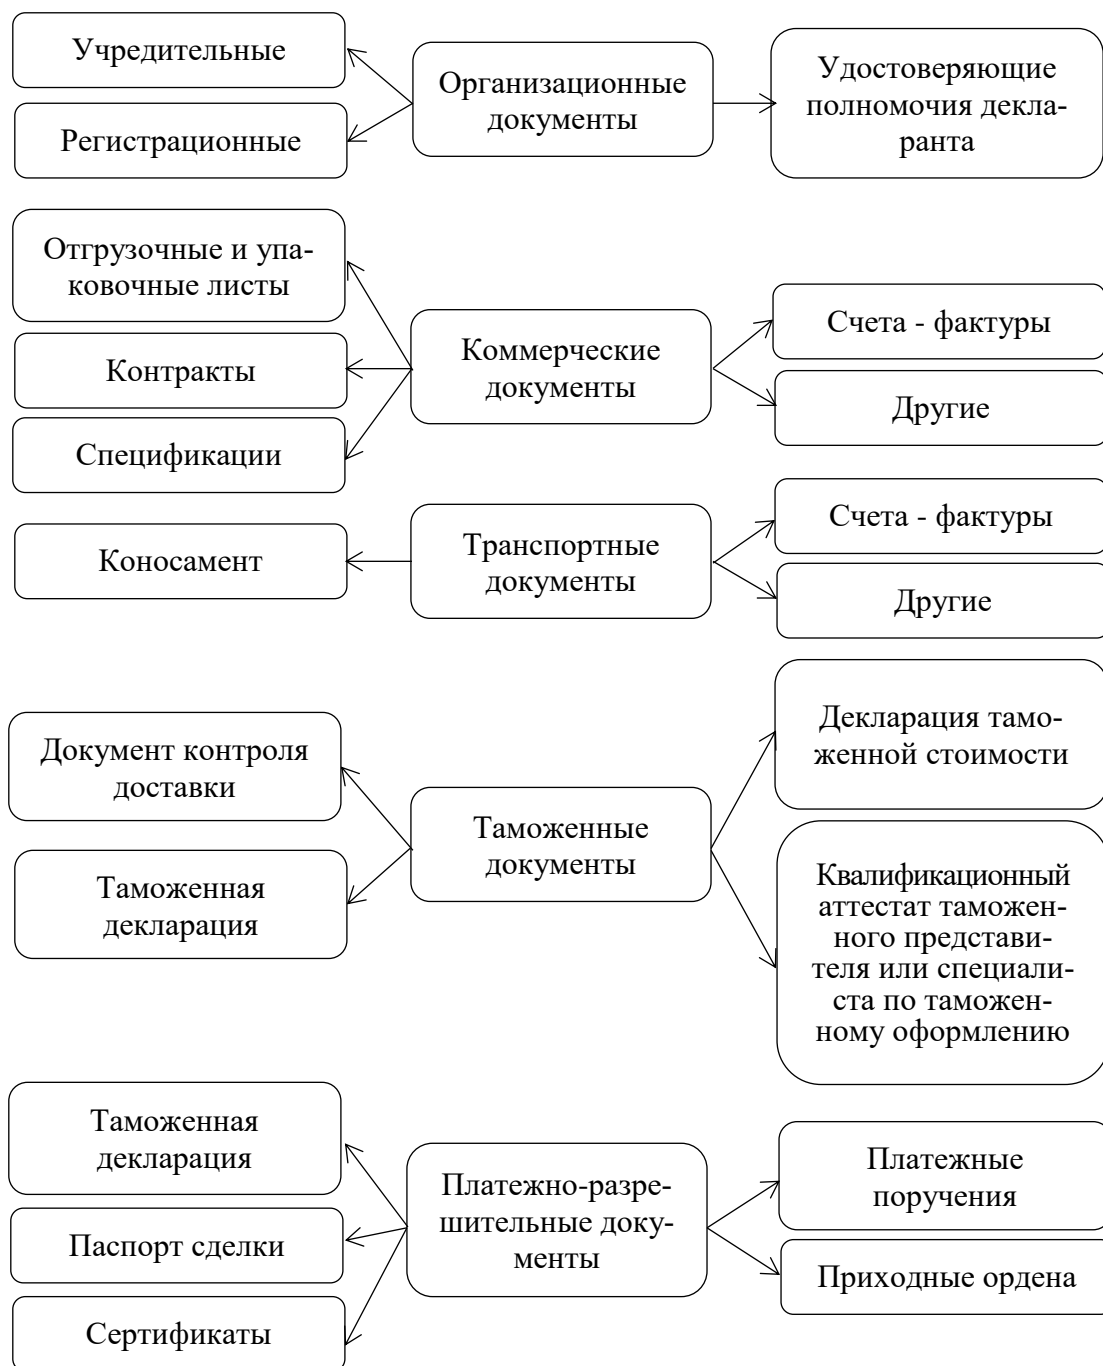 Учредительные
Регистрационные
Организационные
документы
Удостоверяющие
полномочия декла-
ранта
Отгрузочные и упа-
ковочные листы
Контракты
Спецификации
Коммерческие
документы
Счета - фактуры
Другие
Коносамент
Транспортные
документы
Счета - фактуры
Другие
Документ контроля
доставки
Таможенная
декларация
Таможенные
документы
Декларация тамо-
женной стоимости
Квалификационный
аттестат таможен-
ного представи-
теля или специали-
ста по таможен-
ному оформлению
Таможенная
декларация
Паспорт сделки
Сертификаты
Платежно-разре-
шительные доку-
менты
Платежные
поручения
Приходные ордена